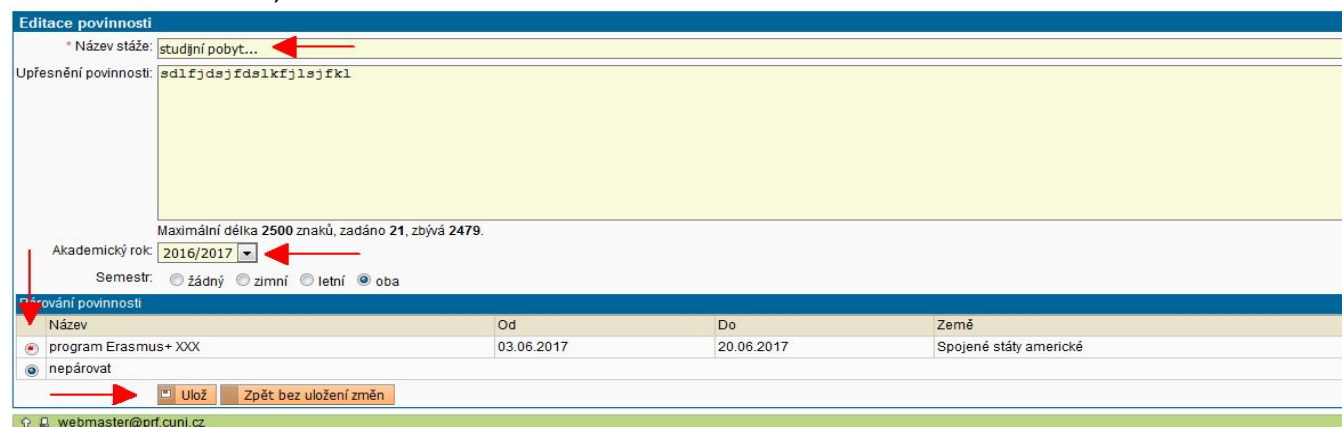 Editace povinnosti
* Název stáže: studijní pobyt...
Upřesnění povinnosti: sdlfjdsjfdslkfjlsjfkl
Maximální délka 2500 znaků, zadáno 21, zbývá 2479.
Akademický rok: 2016/2017
Semestr: žádný zimní letní oba
Párování povinnosti
Název Od Do Země
program Erasmus+ XXX 03.06.2017 20.06.2017 Spojené státy americké
nepárovat
Ulož Zpět bez uložení změn
webmaster@prf.cuni.cz